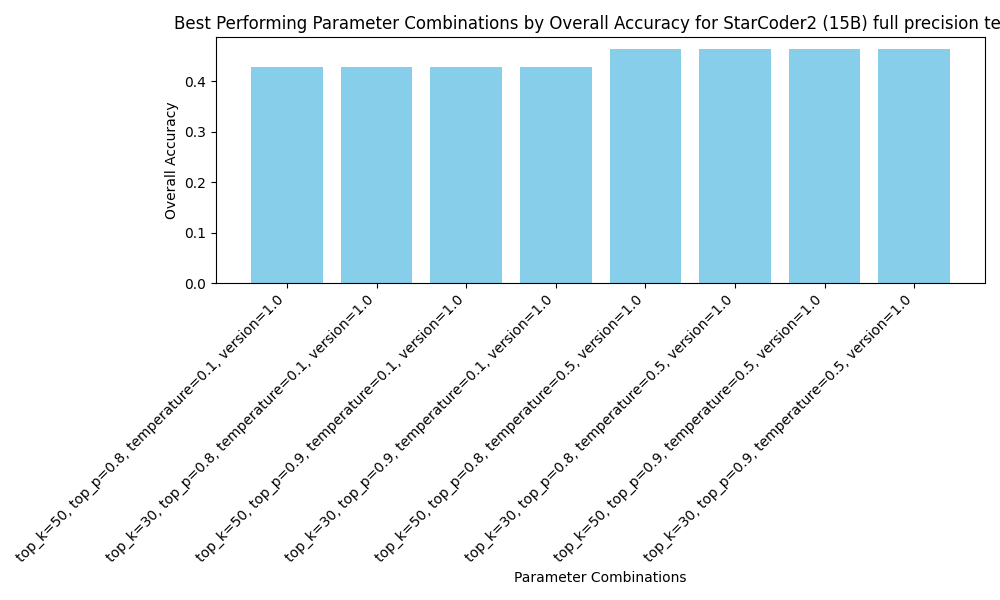 Best Performing Parameter Combinations by Overall Accuracy for StarCoder2 (15B) full precision te
Overall Accuracy
0.4
0.3
0.2
0.1
0.0
top_k=50, top_p=0.8, temperature=0.1, version=1.0
top_k=30, top_p=0.8, temperature=0.1, version=1.0
top_k=50, top_p=0.9, temperature=0.1, version=1.0
top_k=30, top_p=0.9, temperature=0.1, version=1.0
top_k=50, top_p=0.8, temperature=0.5, version=1.0
top_k=30, top_p=0.8, temperature=0.5, version=1.0
top_k=50, top_p=0.9, temperature=0.5, version=1.0
top_k=30, top_p=0.9, temperature=0.5, version=1.0
Parameter Combinations